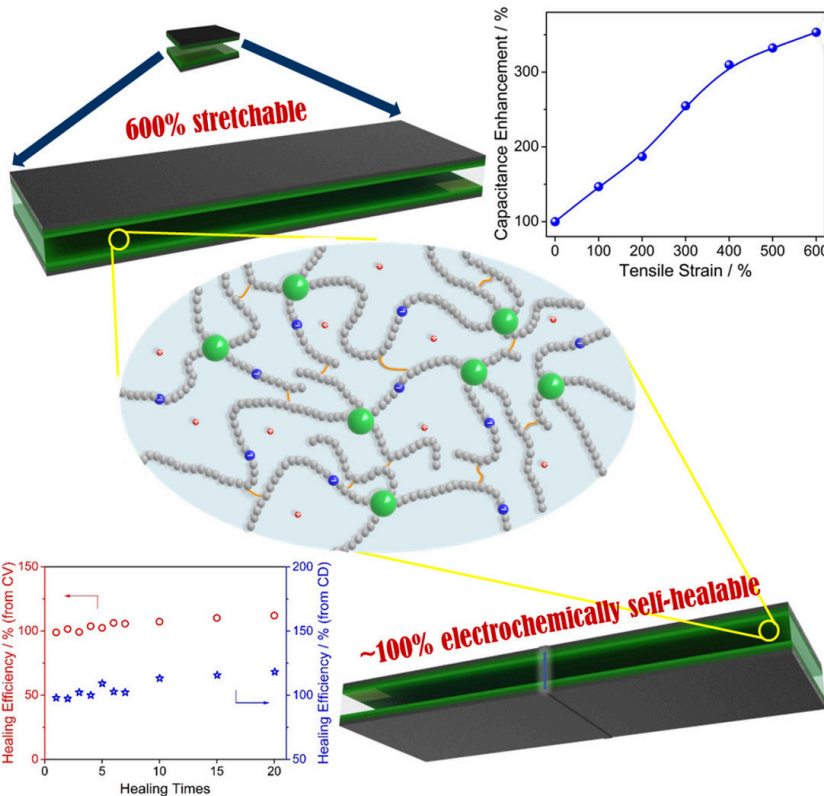 600% stretchable
Capacitance Enhancement / %
300
200
100
0 100 200 300 400 500 600
Tensile Strain / %
~100% electrochemically self-healable
Healing Efficiency / % (from CV)
150
100
50
0
Healing Efficiency / % (from CD)
200
150
100
50
0 5 10 15 20
Healing Times